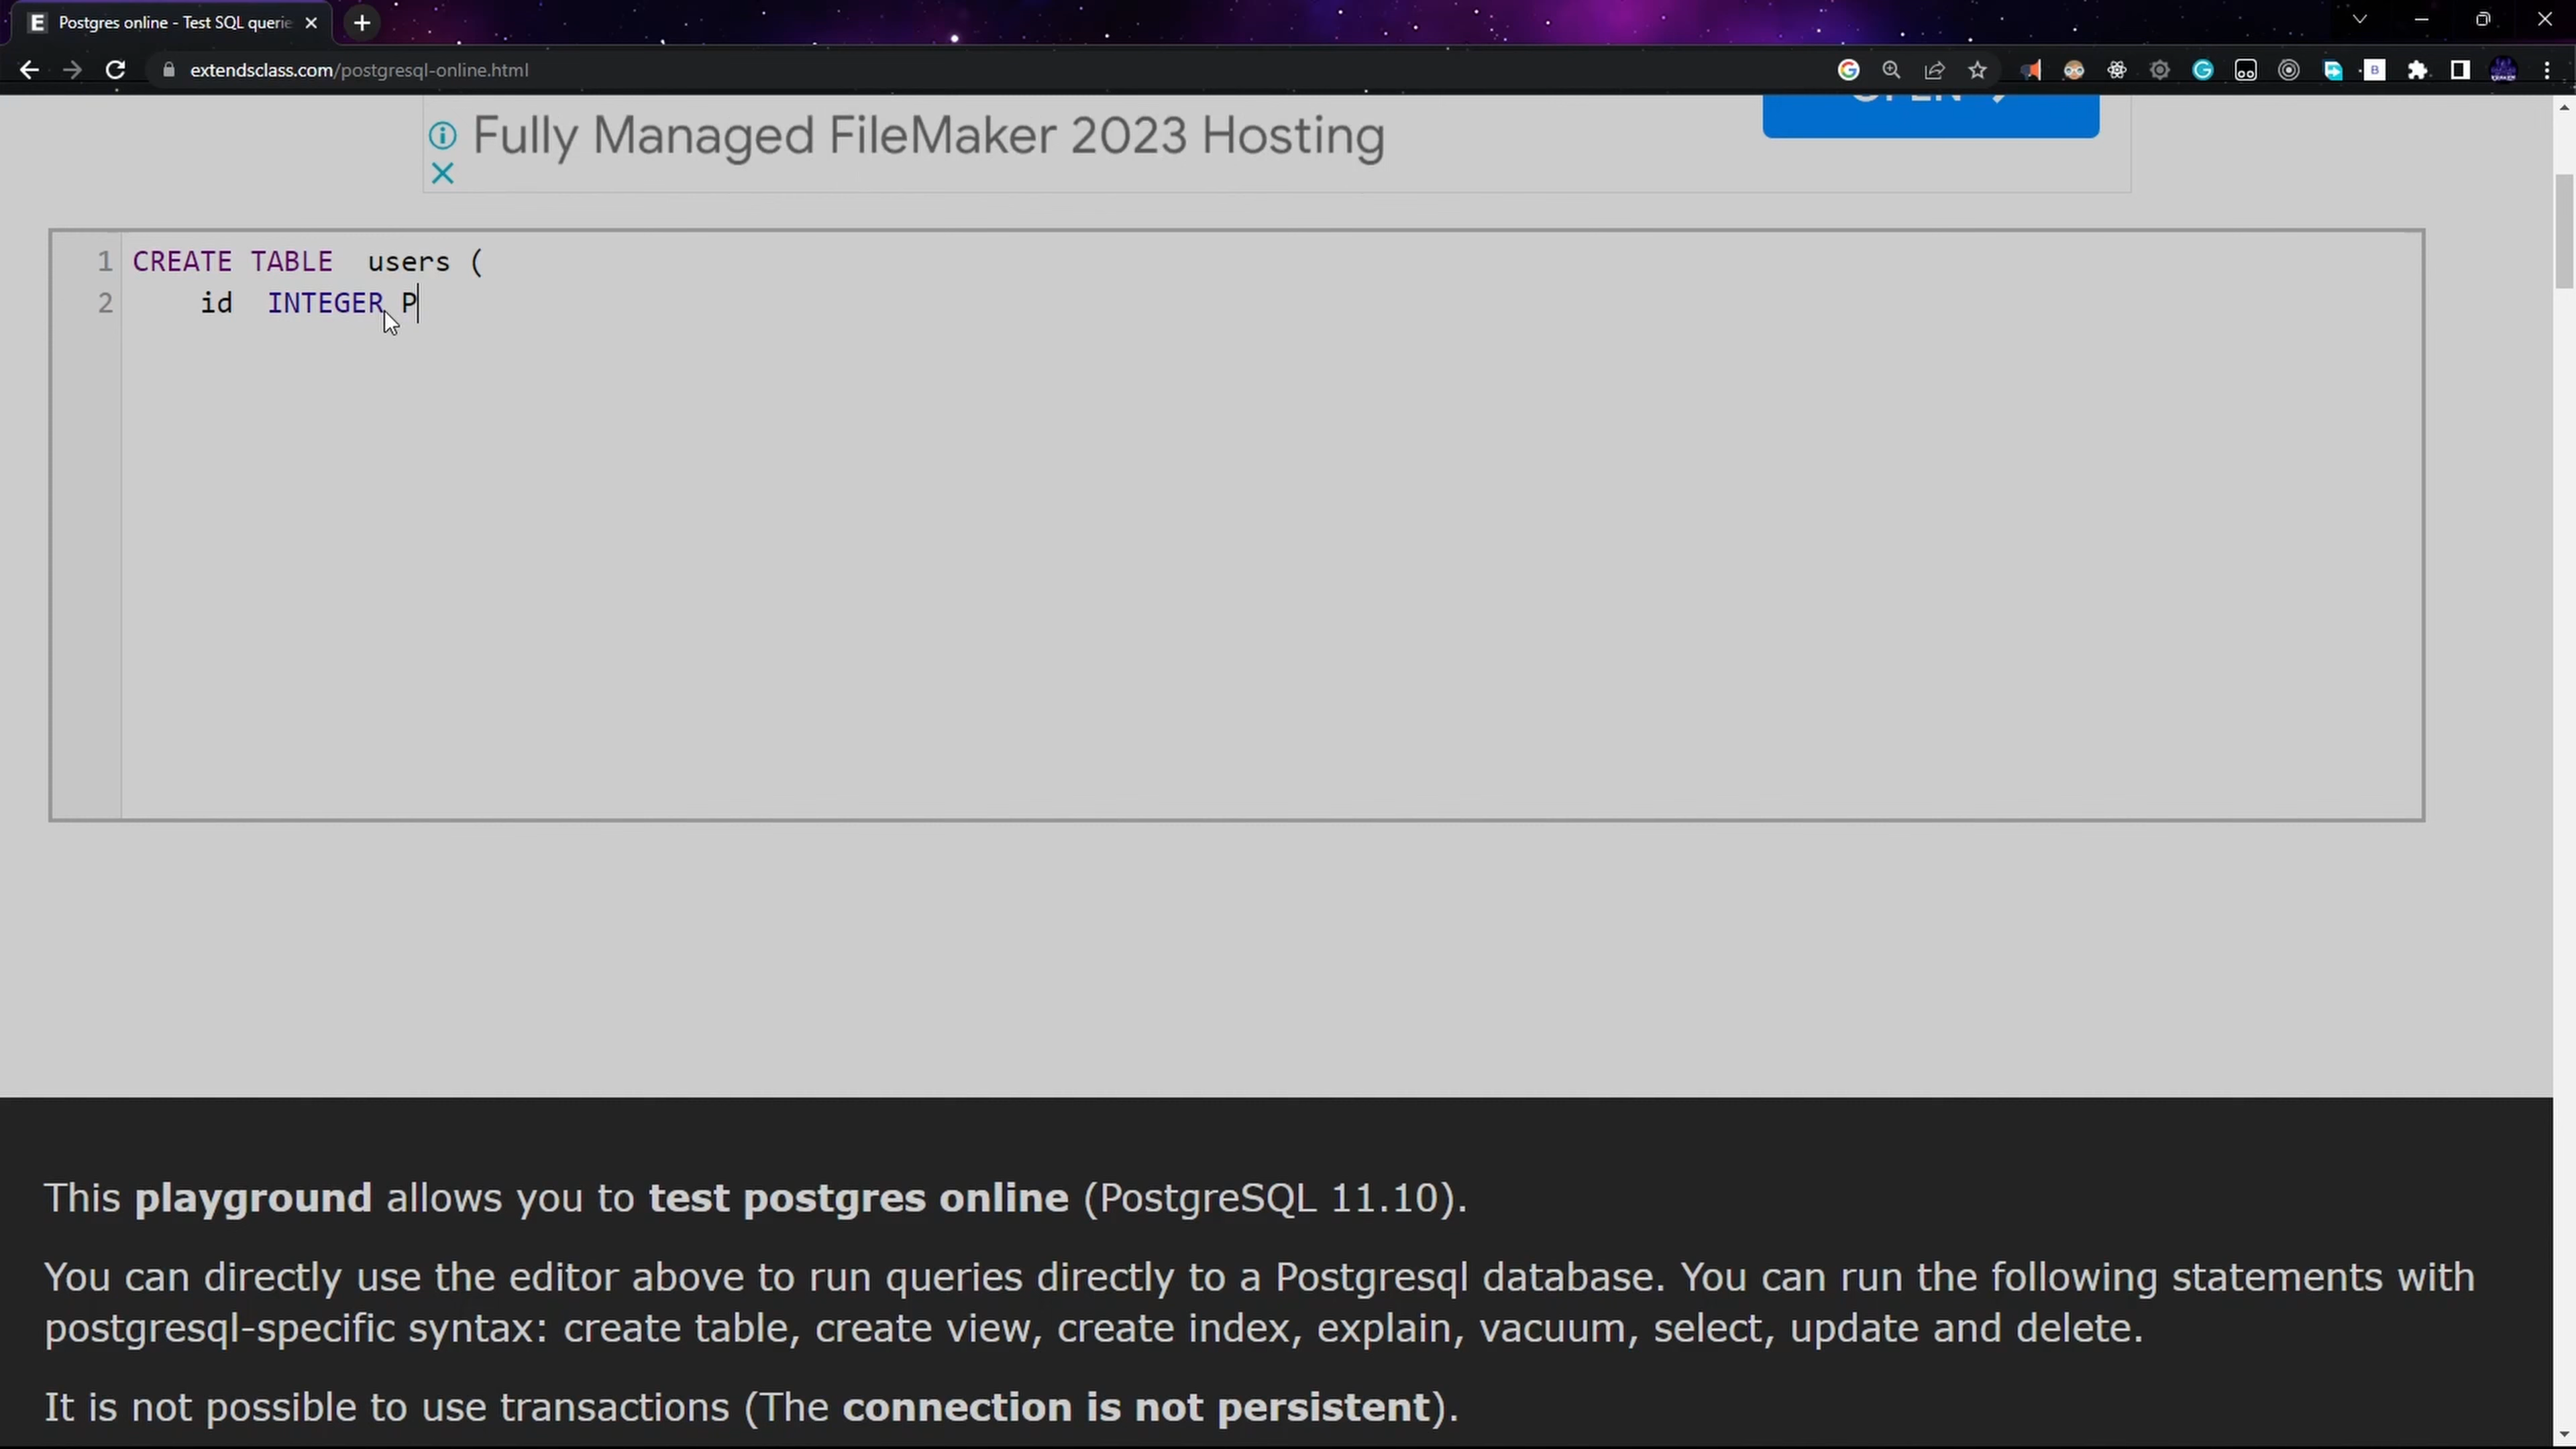 Postgres online - Test SQL querie
extendsclass.com/postgresql-online.html
OPEN
Fully Managed FileMaker 2023 Hosting
1 CREATE TABLE  users (
2     id  INTEGER P
This playground allows you to test postgres online (PostgreSQL 11.10).
You can directly use the editor above to run queries directly to a Postgresql database. You can run the following statements with
postgresql-specific syntax: create table, create view, create index, explain, vacuum, select, update and delete.
It is not possible to use transactions (The connection is not persistent).